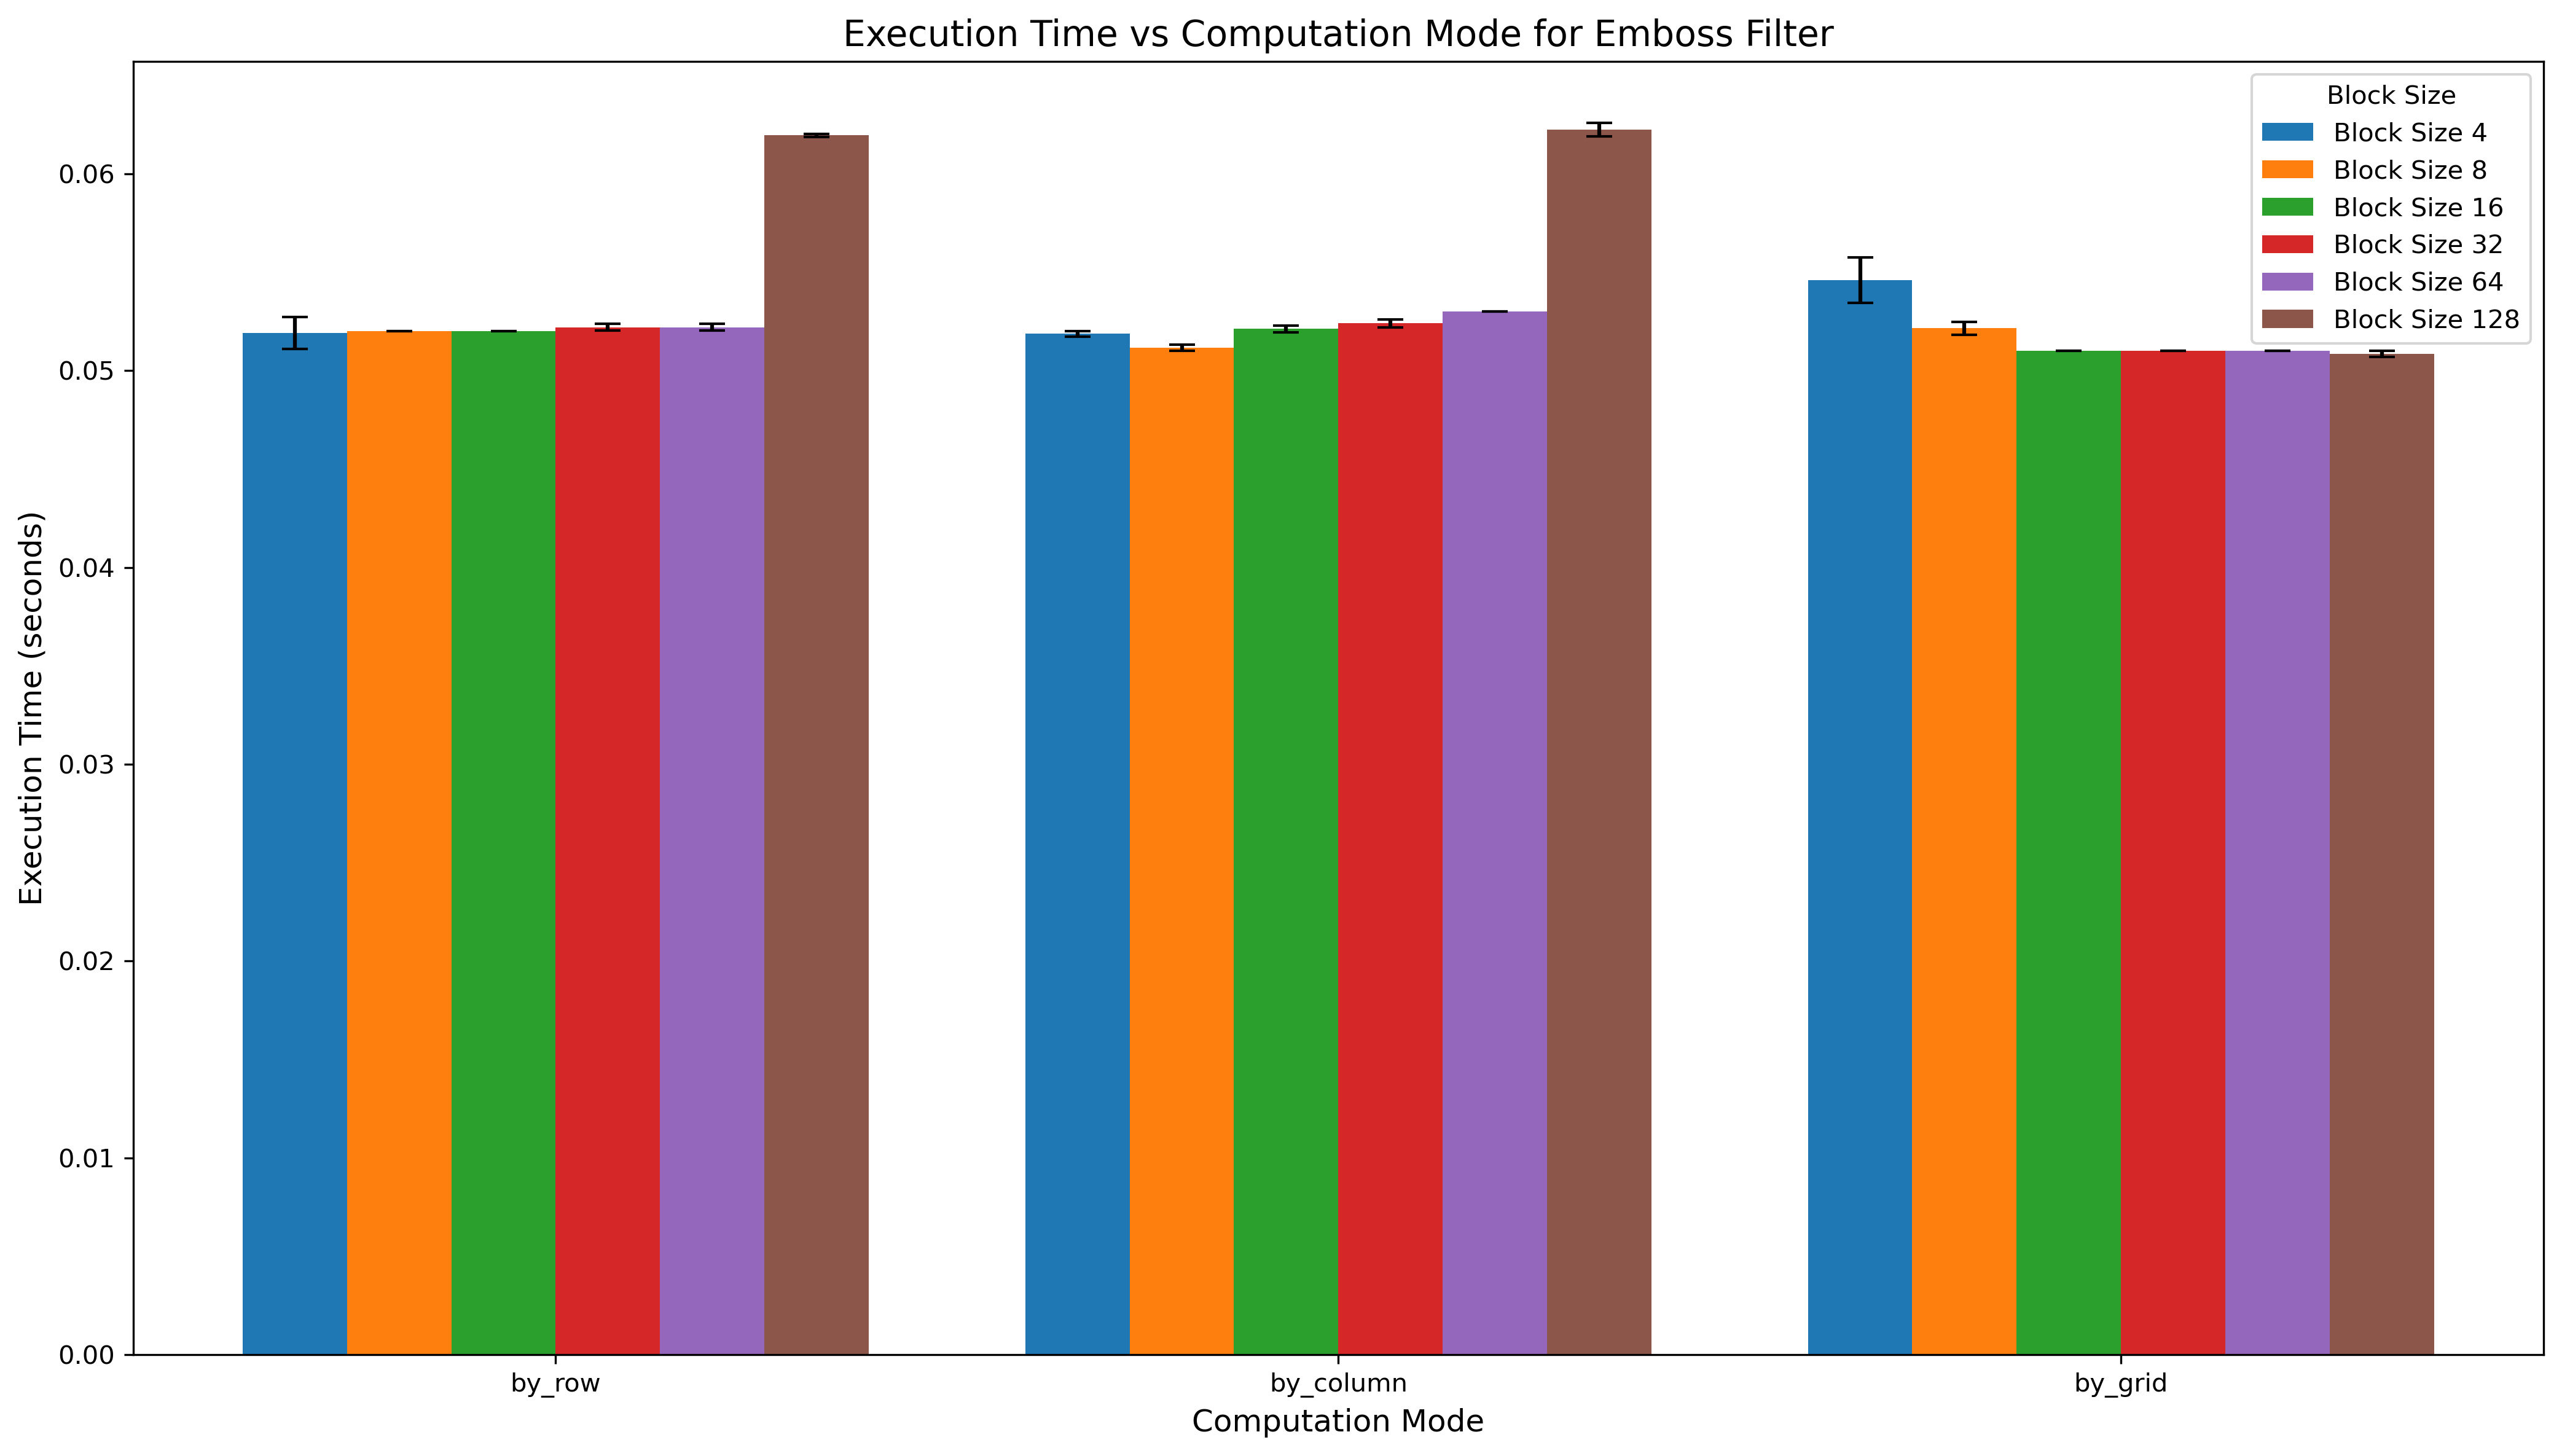 Execution Time vs Computation Mode for Emboss Filter
Block Size
Block Size 4
Block Size 8
Block Size 16
Block Size 32
Block Size 64
Block Size 128
Execution Time (seconds)
0.06
0.05
0.04
0.03
0.02
0.01
0.00
by_row
by_column
by_grid
Computation Mode